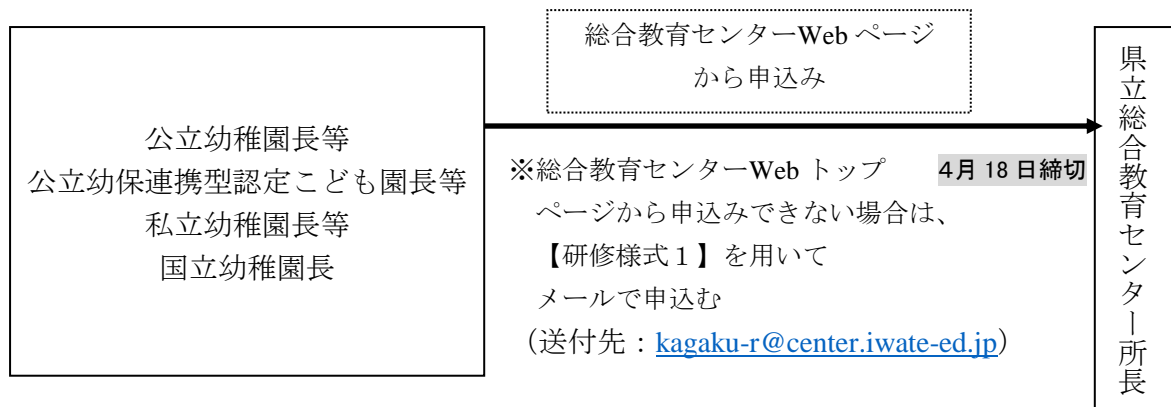 公立幼稚園長等
公立幼保連携型認定こども園長等
私立幼稚園長等
国立幼稚園長
総合教育センターWeb ページ
から申込み
※総合教育センターWeb トップ 4月 18 日締切
ページから申込みできない場合は、
【研修様式１】を用いて
メールで申込む
（送付先：kagaku-r@center.iwate-ed.jp）
県立総合教育センター所長